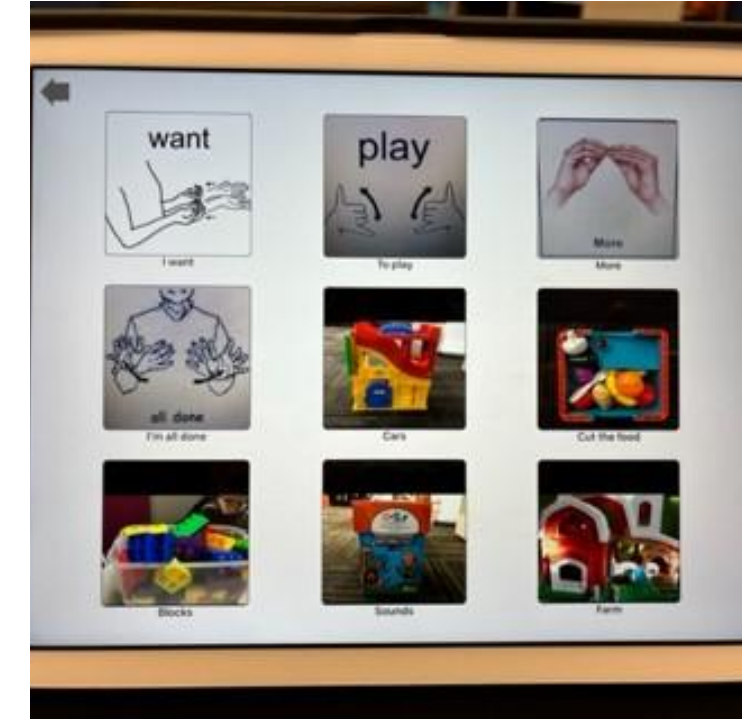 want
I want
play
To play
More
More
all done
I'm all done
Cars
Cut the food
Blocks
Sounds
Farm